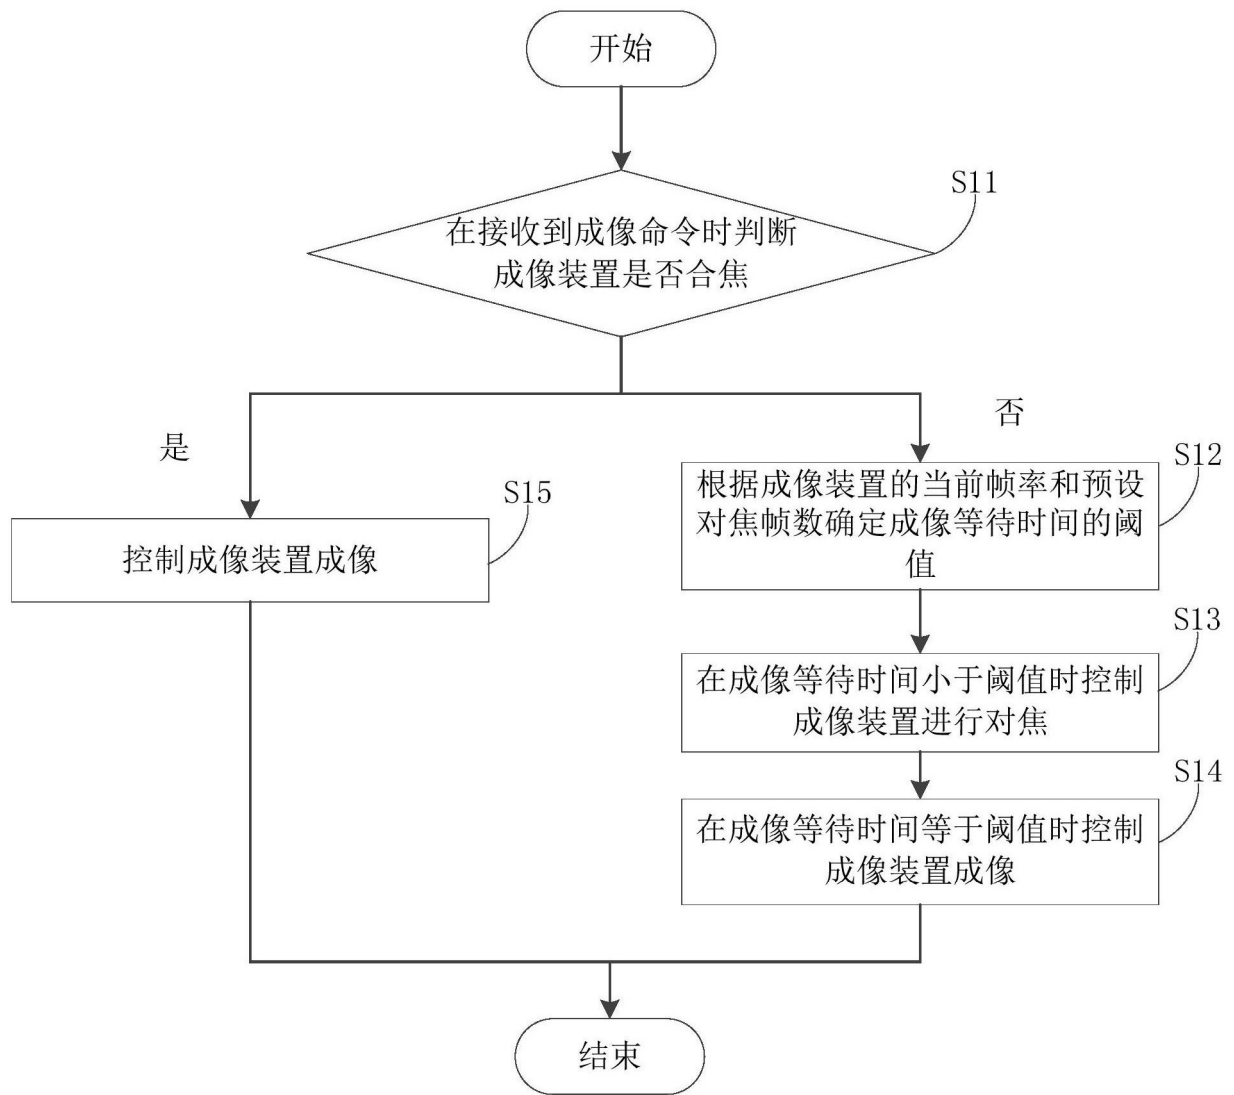 开始
S11
在接收到成像命令时判断
成像装置是否合焦
是
否
S15
控制成像装置成像
S12
根据成像装置的当前帧率和预设
对焦帧数确定成像等待时间的阈
值
S13
在成像等待时间小于阈值时控制
成像装置进行对焦
S14
在成像等待时间等于阈值时控制
成像装置成像
结束